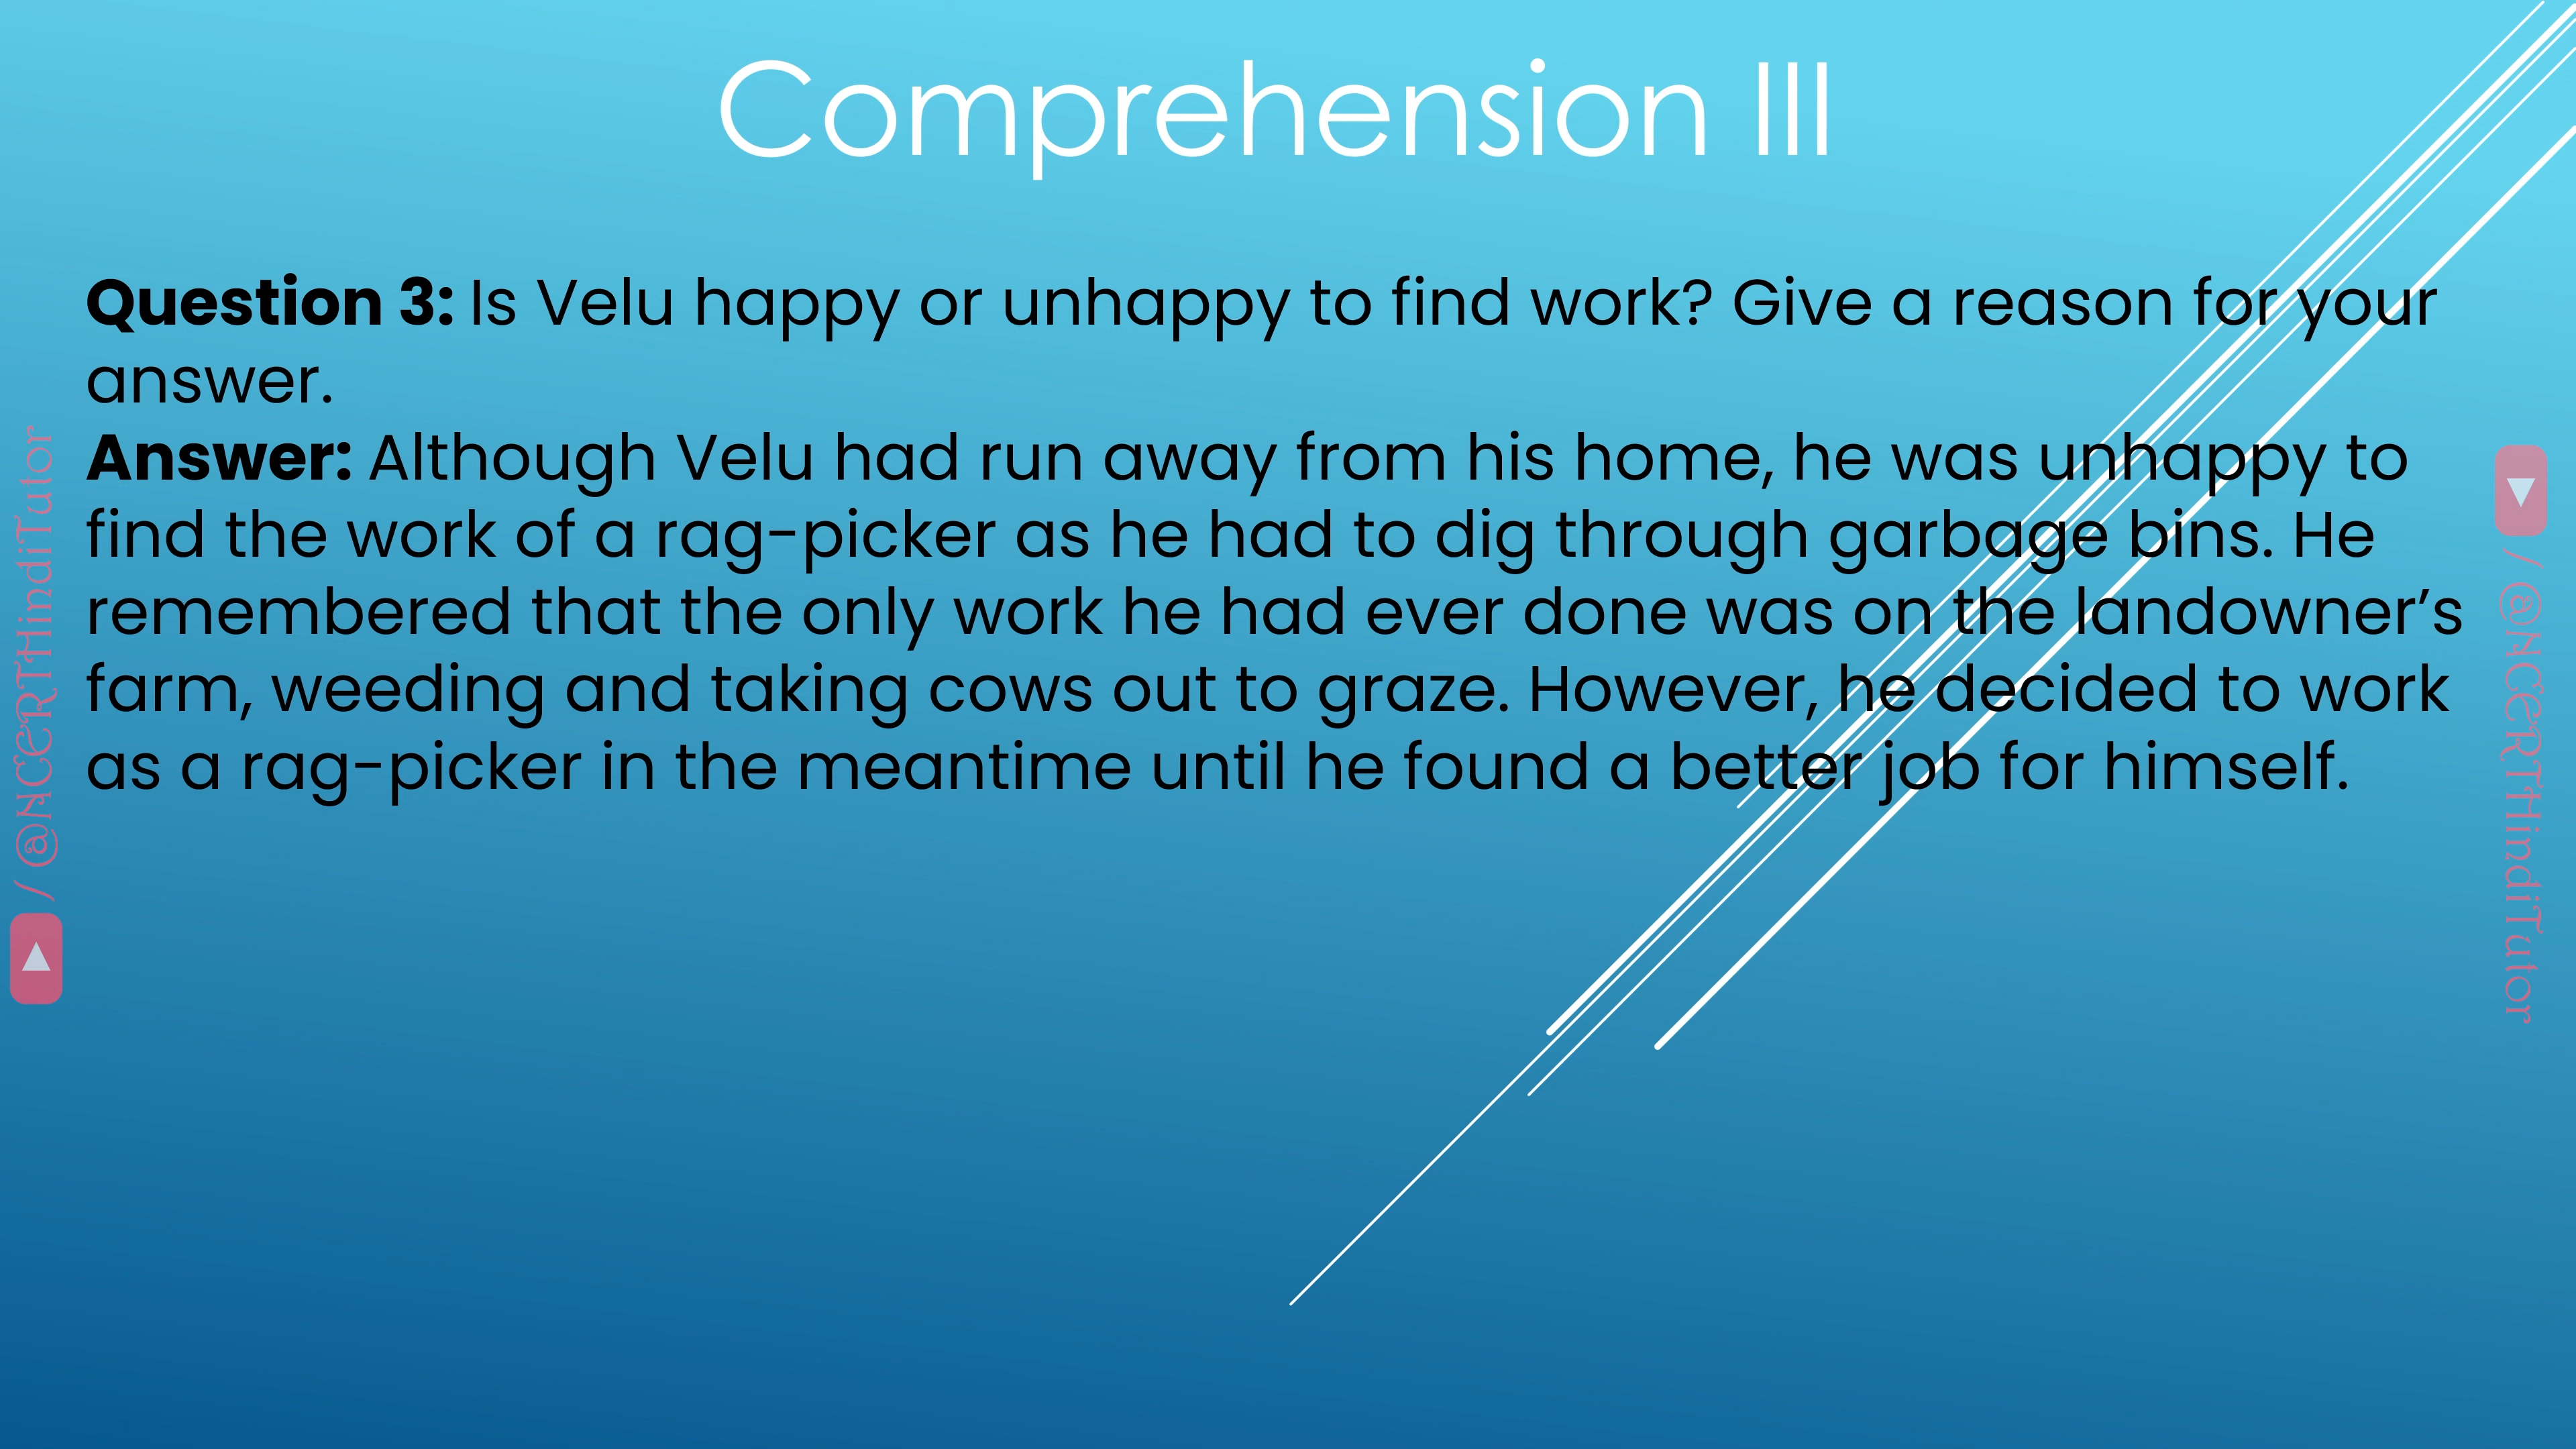 Comprehension III
Question 3: Is Velu happy or unhappy to find work? Give a reason for your
answer.
Answer: Although Velu had run away from his home, he was unhappy to
find the work of a rag-picker as he had to dig through garbage bins. He
remembered that the only work he had ever done was on the landowner’s
farm, weeding and taking cows out to graze. However, he decided to work
as a rag-picker in the meantime until he found a better job for himself.
/ @NCERTHindiTutor
/ @NCERTHindiTutor